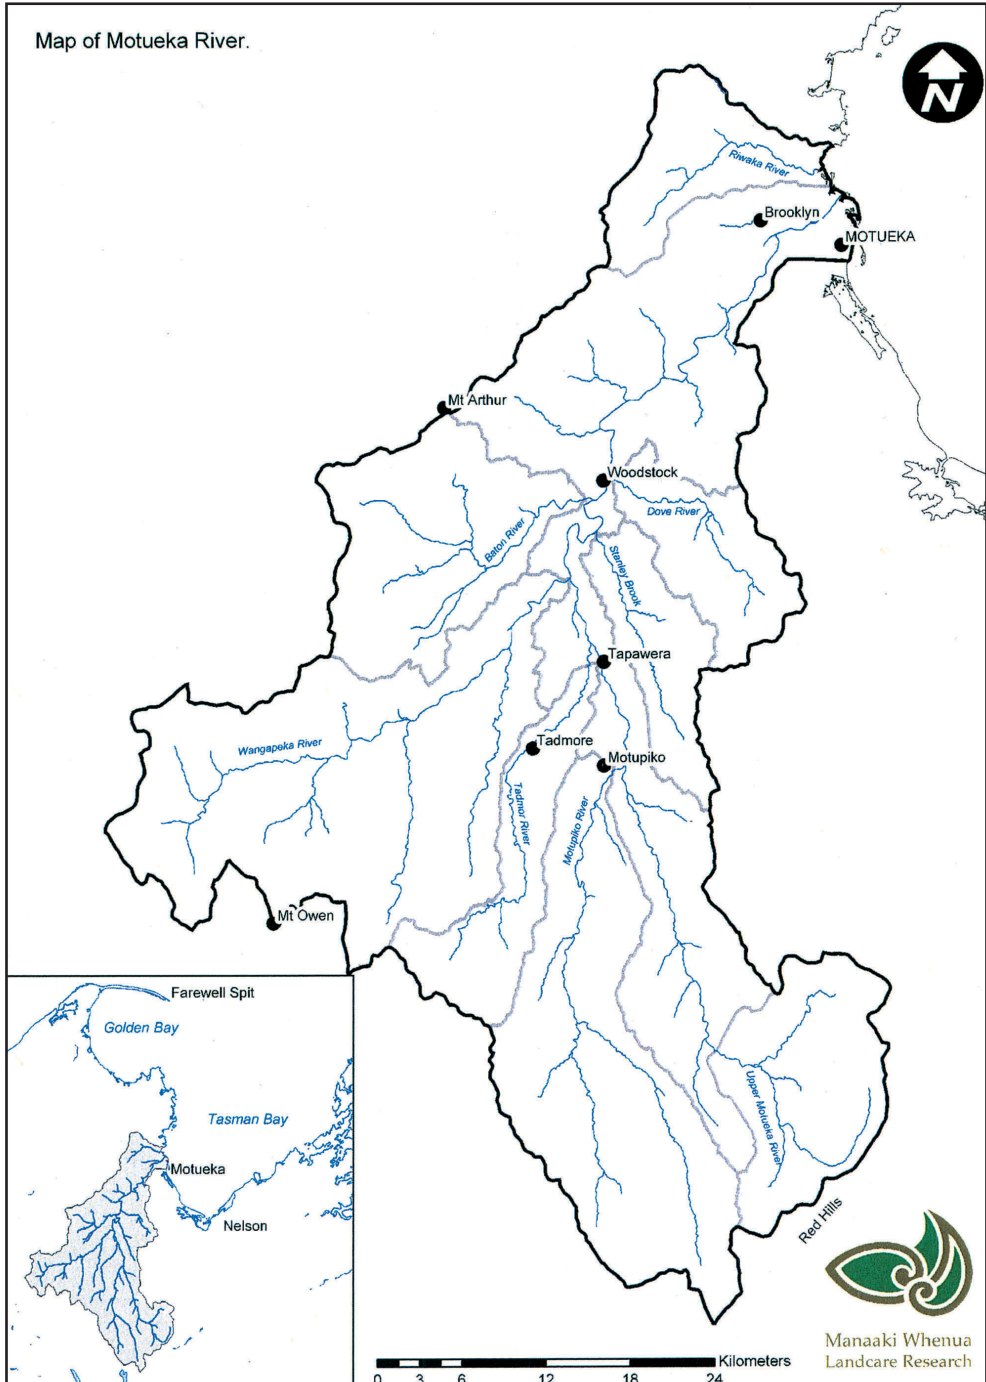 Map of Motueka River.
N
Riwaka River
Brooklyn
MOTUEKA
Mt Arthur
Woodstock
Dove River
Baton River
Stanley Brook
Tapawera
Wangapeka River
Tadmore
Motupiko
Tadmor River
Motupiko River
Mt Owen
Farewell Spit
Golden Bay
Tasman Bay
Motueka
Nelson
Upper Motueka River
Red Hills
Manaaki Whenua
Landcare Research
Kilometers
0 3 6 12 18 24